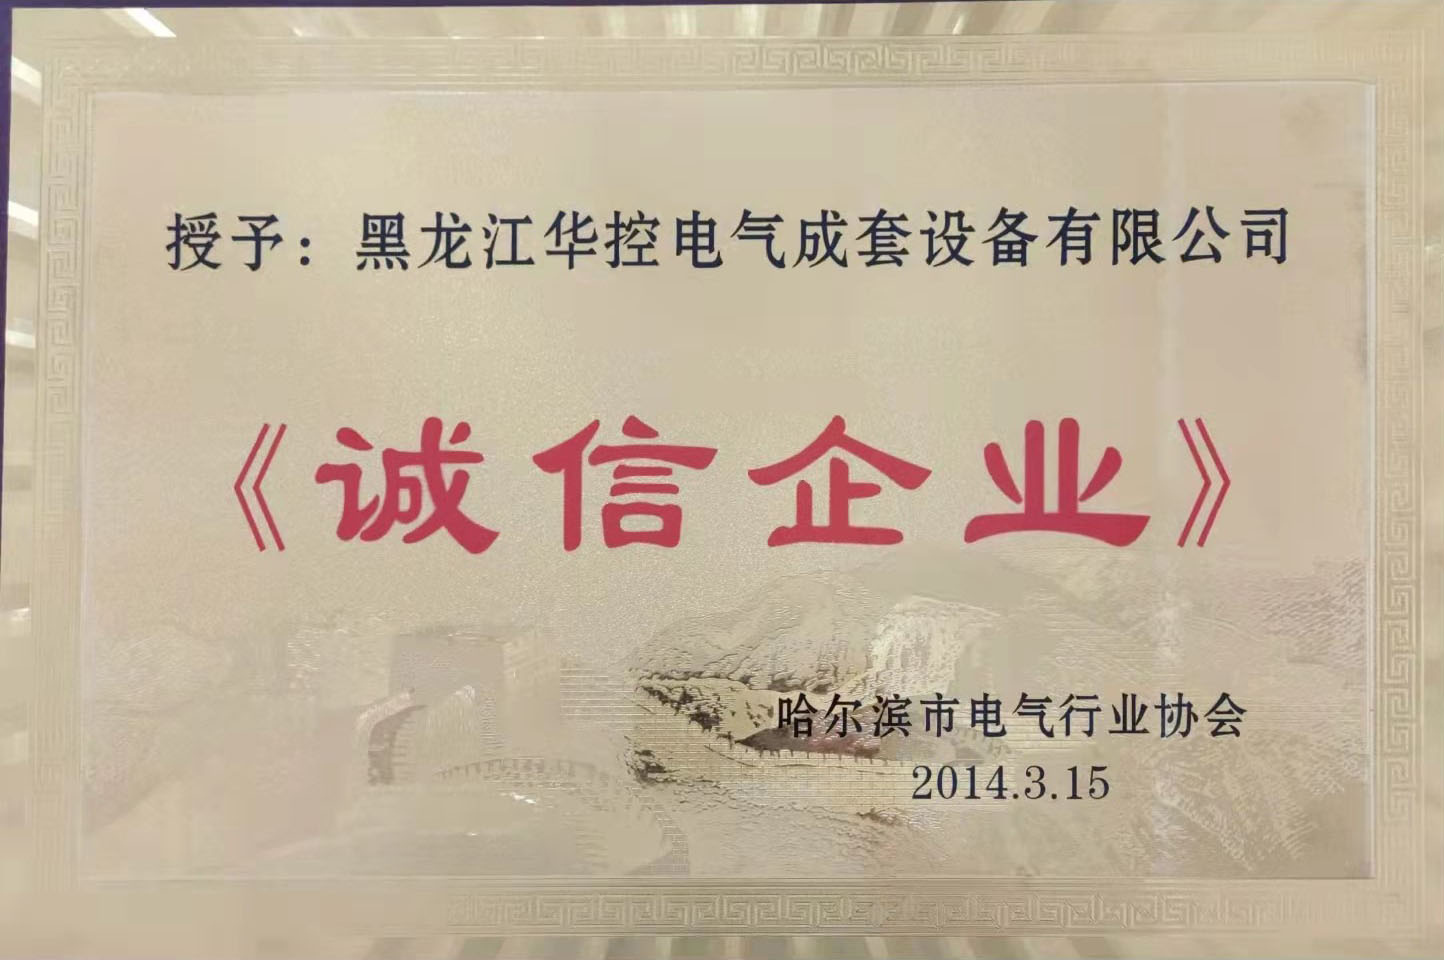 授予：黑龙江华控电气成套设备有限公司
《诚信企业》
哈尔滨市电气行业协会
2014.3.15